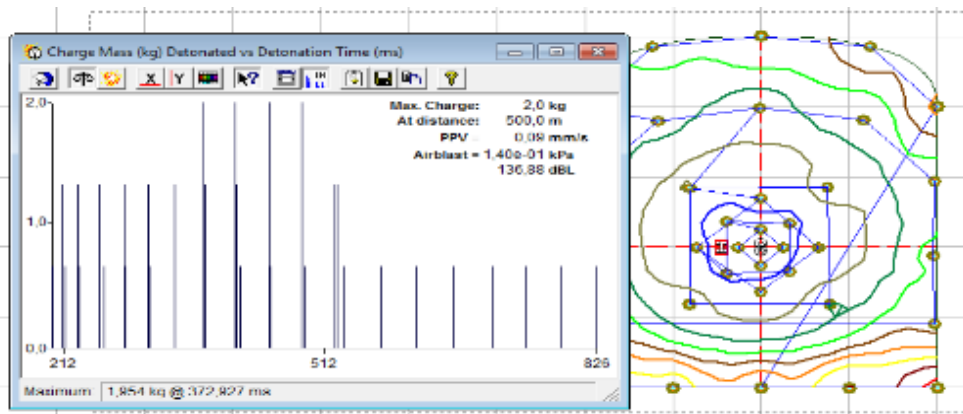 Charge Mass (kg) Detonated vs Detonation Time (ms)
X Y
Max. Charge: 2,0 kg
At distance: 500,0 m
PPV = 0,09 mm/s
Airblast = 1,40e-01 kPa
136,88 dBL
2,0
1,0
0,0
212 512 826
Maximum 1,954 kg @ 372,927 ms